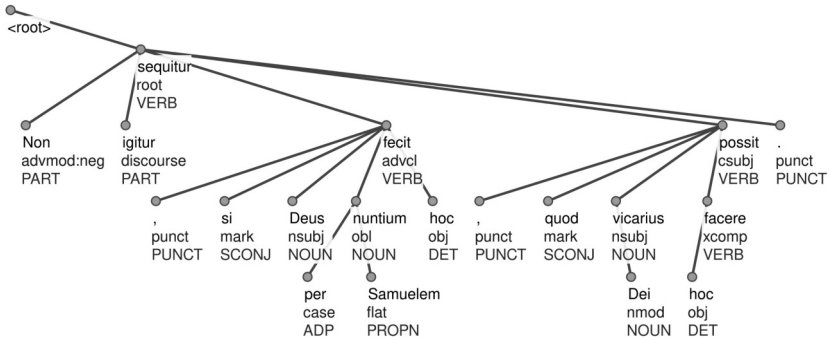 <root>
sequitur
root
VERB
Non igitur fecit possit .
advmod:neg discourse advcl csubj punct
PART PART VERB VERB PUNCT
, si Deus nuntium hoc , quod vicarius facere
punct mark nsubj obl obj punct mark nsubj xcomp
PUNCT SCONJ NOUN NOUN DET PUNCT SCONJ NOUN VERB
per Samuelem Dei hoc
case flat nmod obj
ADP PROPN NOUN DET